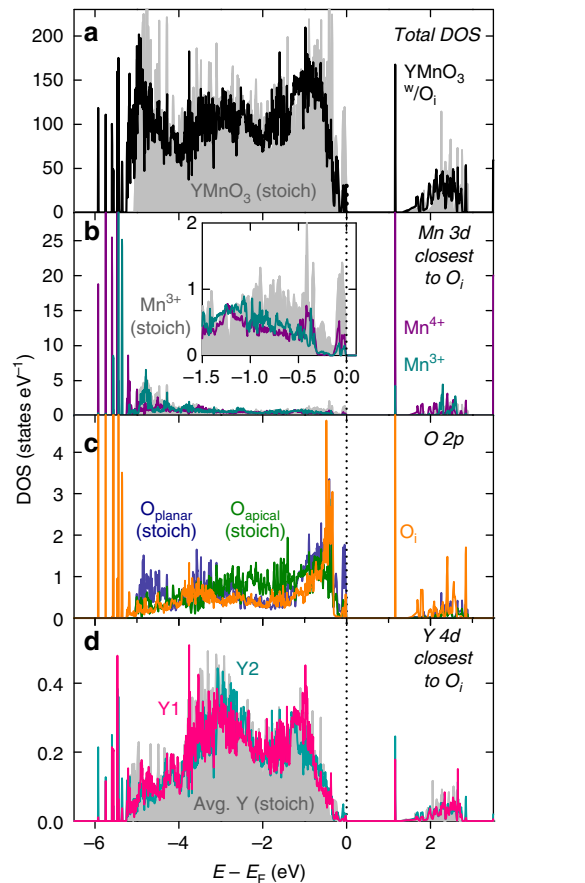 a
Total DOS
YMnO3
w/Oi
YMnO3 (stoich)
200
150
100
50
0
b
Mn 3d
closest
to Oi
Mn3+
(stoich)
Mn4+
Mn3+
2
1
0
−1.5
−1.0
−0.5
0.0
25
20
15
10
5
0
DOS (states eV−1)
c
O 2p
Oplanar
(stoich)
Oapical
(stoich)
Oi
4
3
2
1
0
d
Y 4d
closest
to Oi
Y2
Y1
Avg. Y (stoich)
0.4
0.2
0.0
−6
−4
−2
0
2
E – EF (eV)